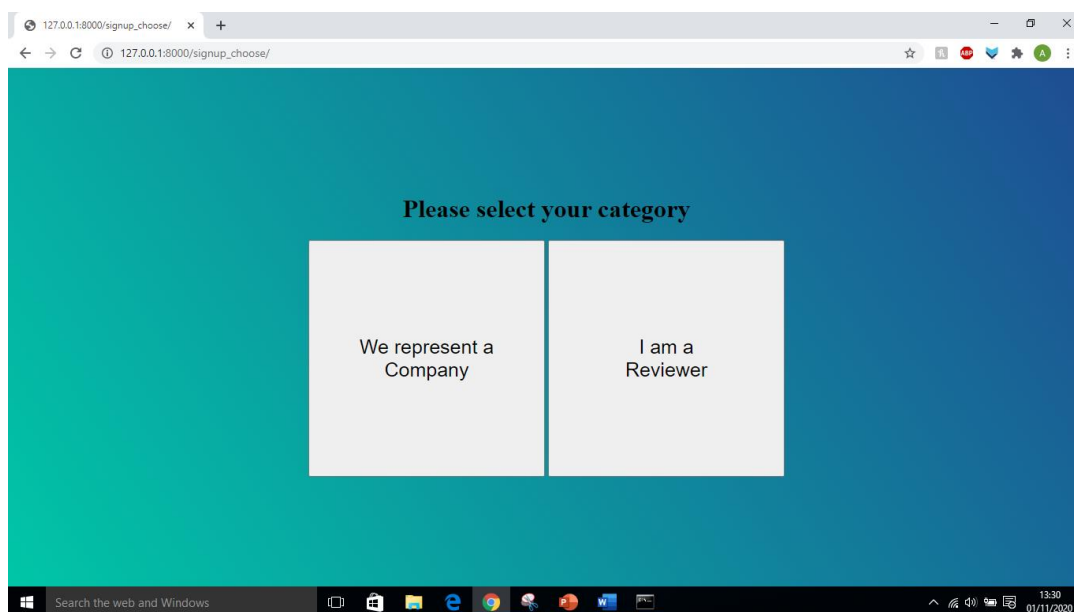 127.0.0.1:8000/signup_choose/
127.0.0.1:8000/signup_choose/
ABP
A
Please select your category
We represent a
Company
I am a
Reviewer
Search the web and Windows
13:30
01/11/2020